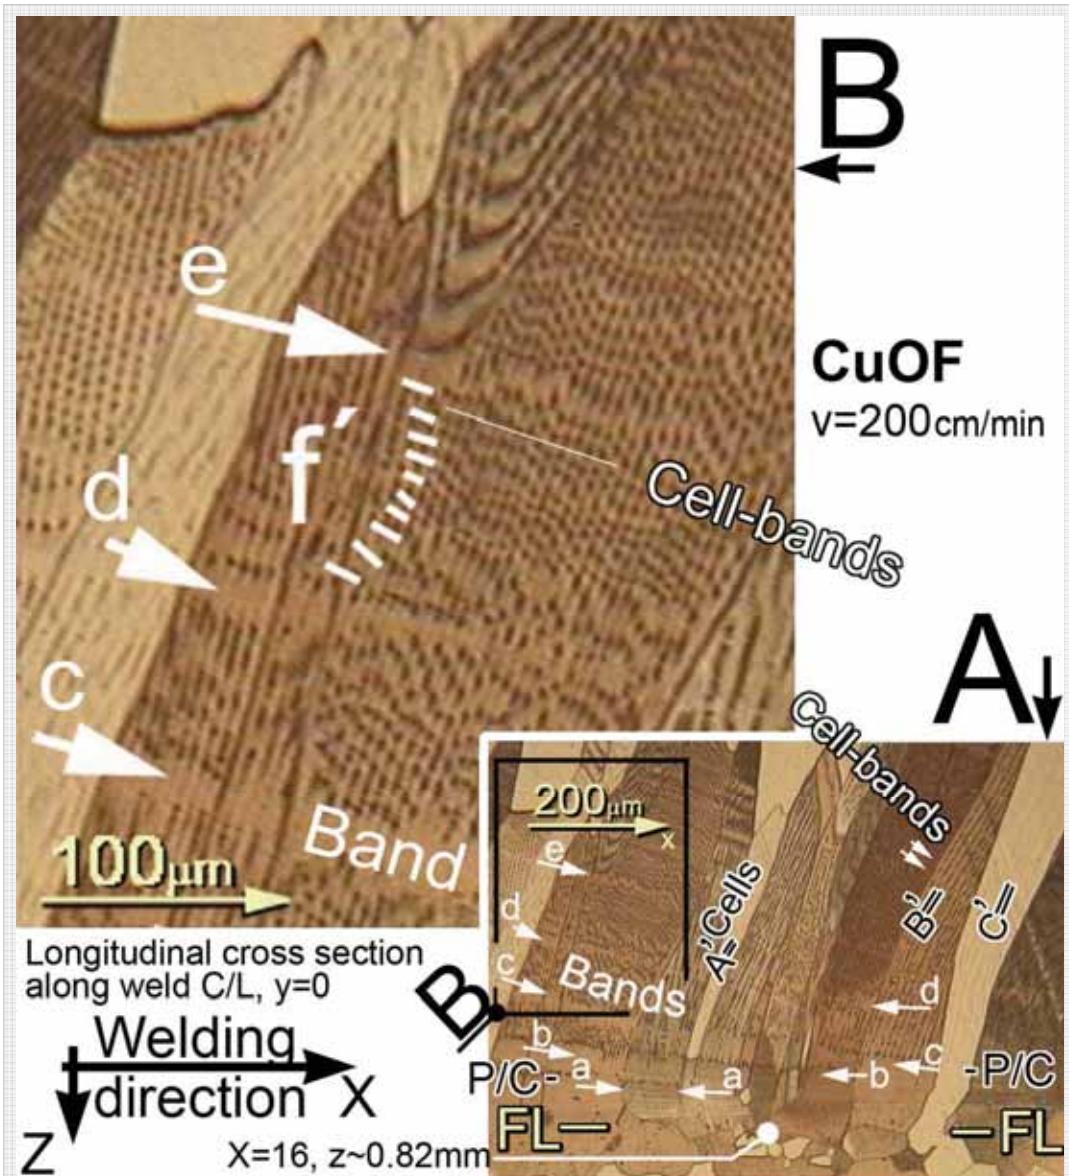 B
e
CuOF
v=200cm/min
f´
d
Cell-bands
c
A
Cell-bands
Band
100µm
200µm
x
e
d
c
Bands
A'=Cells
B'=
C'=
d
Longitudinal cross section
along weld C/L, y=0
B
b
c
P/C-
a
a
b
-P/C
Welding
direction
X
Z
FL—
—FL
X=16, z~0.82mm